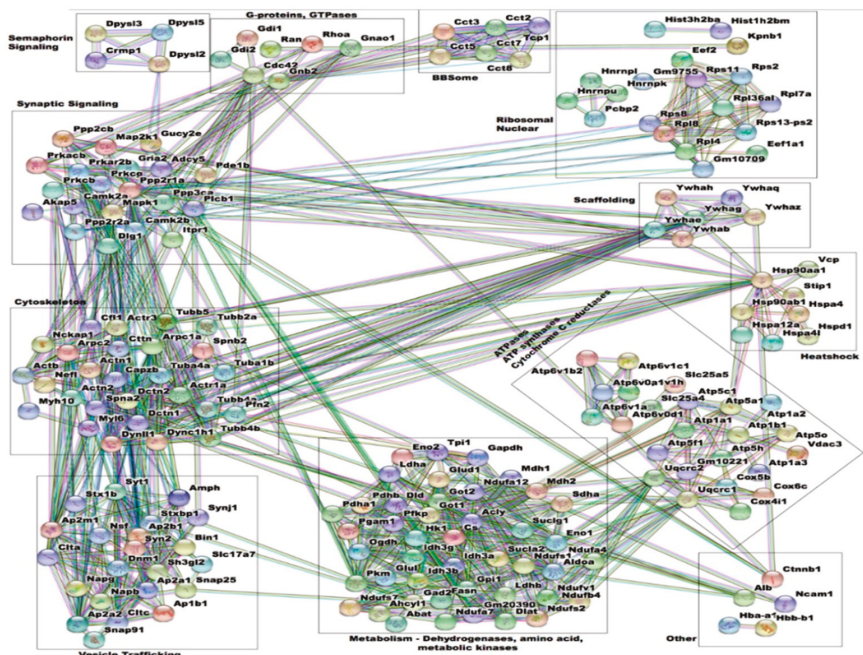 G-proteins, GTPases
Semaphorin
Signaling
Dpysl3
Dpysl5
Crmp1
Dpysl2
Gdi1
Gdi2
Ran
Rhoa
Gnao1
Cdc42
Gnb2
Cct3
Cct2
Tcp1
Cct5
Cct7
Cct8
BBSome
Hist3h2ba
Hist1h2bm
Kpnb1
Eef2
Gm9755
Rps11
Rps2
Hnrnpl
Hnrnpk
Hnrnpu
Pcbp2
Rpl7a
Rpl36al
Rps8
Rpl8
Rps13-ps2
Rpl4
Eef1a1
Gm10709
Ribosomal
Nuclear
Synaptic Signaling
Ppp2cb
Map2k1
Gucy2e
Prkacb
Prkar2b
Gria2
Adcy5
Pde1b
Prkcb
Prkcp
Ppp2r1a
Camk2a
Ppp3ca
Akap5
Mapk1
Plcb1
Ppp2r2a
Camk2b
Dlg1
Itpr1
Scaffolding
Ywhah
Ywhaq
Ywhag
Ywhaz
Ywhae
Ywhab
Vcp
Hsp90aa1
Stip1
Hsp90ab1
Hspa4
Hspa12a
Hspd1
Hspa4l
Heatshock
Cytoskeleton
Cfl1
Actr3
Tubb5
Tubb2a
Nckap1
Cttn
Arpc1a
Arpc2
Spnb2
Actb
Actn1
Nefl
Capzb
Tuba4a
Tuba1b
Actn2
Dctn2
Actr1a
Myh10
Spna2
Dctn1
Tubb4a
Pfn2
Myl6
Dynll1
Dync1h1
Tubb4b
ATPases
ATP synthases
Cytochrome C reductases
Atp6v1b2
Atp6v1c1
Atp6v0a1
v1h
Slc25a5
Atp6v1a
Slc25a4
Atp5c1
Atp6v0d1
Atp5a1
Atp1a1
Atp1a2
Atp1b1
Atp5o
Atp5f1
Atp5h
Vdac3
Gm10221
Atp1a3
Uqcrc2
Cox5b
Uqcrc1
Cox6c
Cox4i1
Syt1
Stx1b
Amph
Stxbp1
Synj1
Ap2m1
Nsf
Ap2b1
Syn2
Bin1
Clta
Dnm1
Sh3gl2
Slc17a7
Napg
Ap2a1
Snap25
Napb
Ap1b1
Ap2a2
Cltc
Snap91
Vesicle Trafficking
Eno2
Tpi1
Gapdh
Ldha
Glud1
Mdh1
Ndufa12
Mdh2
Pdha1
Pdhb
Dld
Got2
Sdha
Pfkp
Got1
Acly
Pgam1
Hk1
Cs
Suclg1
Ogdh
Idh3g
Eno1
Idh3a
Sucla2
Ndufa4
Pkm
Glul
Idh3b
Ndufs1
Aldoa
Gpi1
Ndufs7
Gad2
Fasn
Ldhb
Ndufv1
Ahcyl1
Gm20390
Ndufb4
Abat
Ndufa7
Dlat
Ndufs2
Metabolism - Dehydrogenases, amino acid,
metabolic kinases
Ctnnb1
Alb
Ncam1
Hba-a1
Hbb-b1
Other